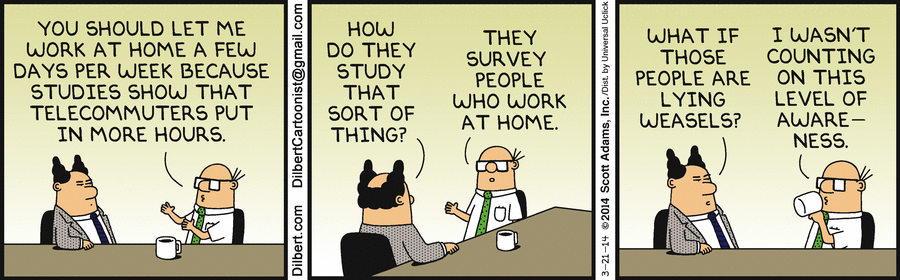 YOU SHOULD LET ME
WORK AT HOME A FEW
DAYS PER WEEK BECAUSE
STUDIES SHOW THAT
TELECOMMUTERS PUT
IN MORE HOURS.
Dilbert.com DilbertCartoonist@gmail.com
HOW
DO THEY
STUDY
THAT
SORT OF
THING?
THEY
SURVEY
PEOPLE
WHO WORK
AT HOME.
3-21-14 © 2014 Scott Adams, Inc. /Dist. by Universal Uclick
WHAT IF
THOSE
PEOPLE ARE
LYING
WEASELS?
I WASN'T
COUNTING
ON THIS
LEVEL OF
AWARE-
NESS.